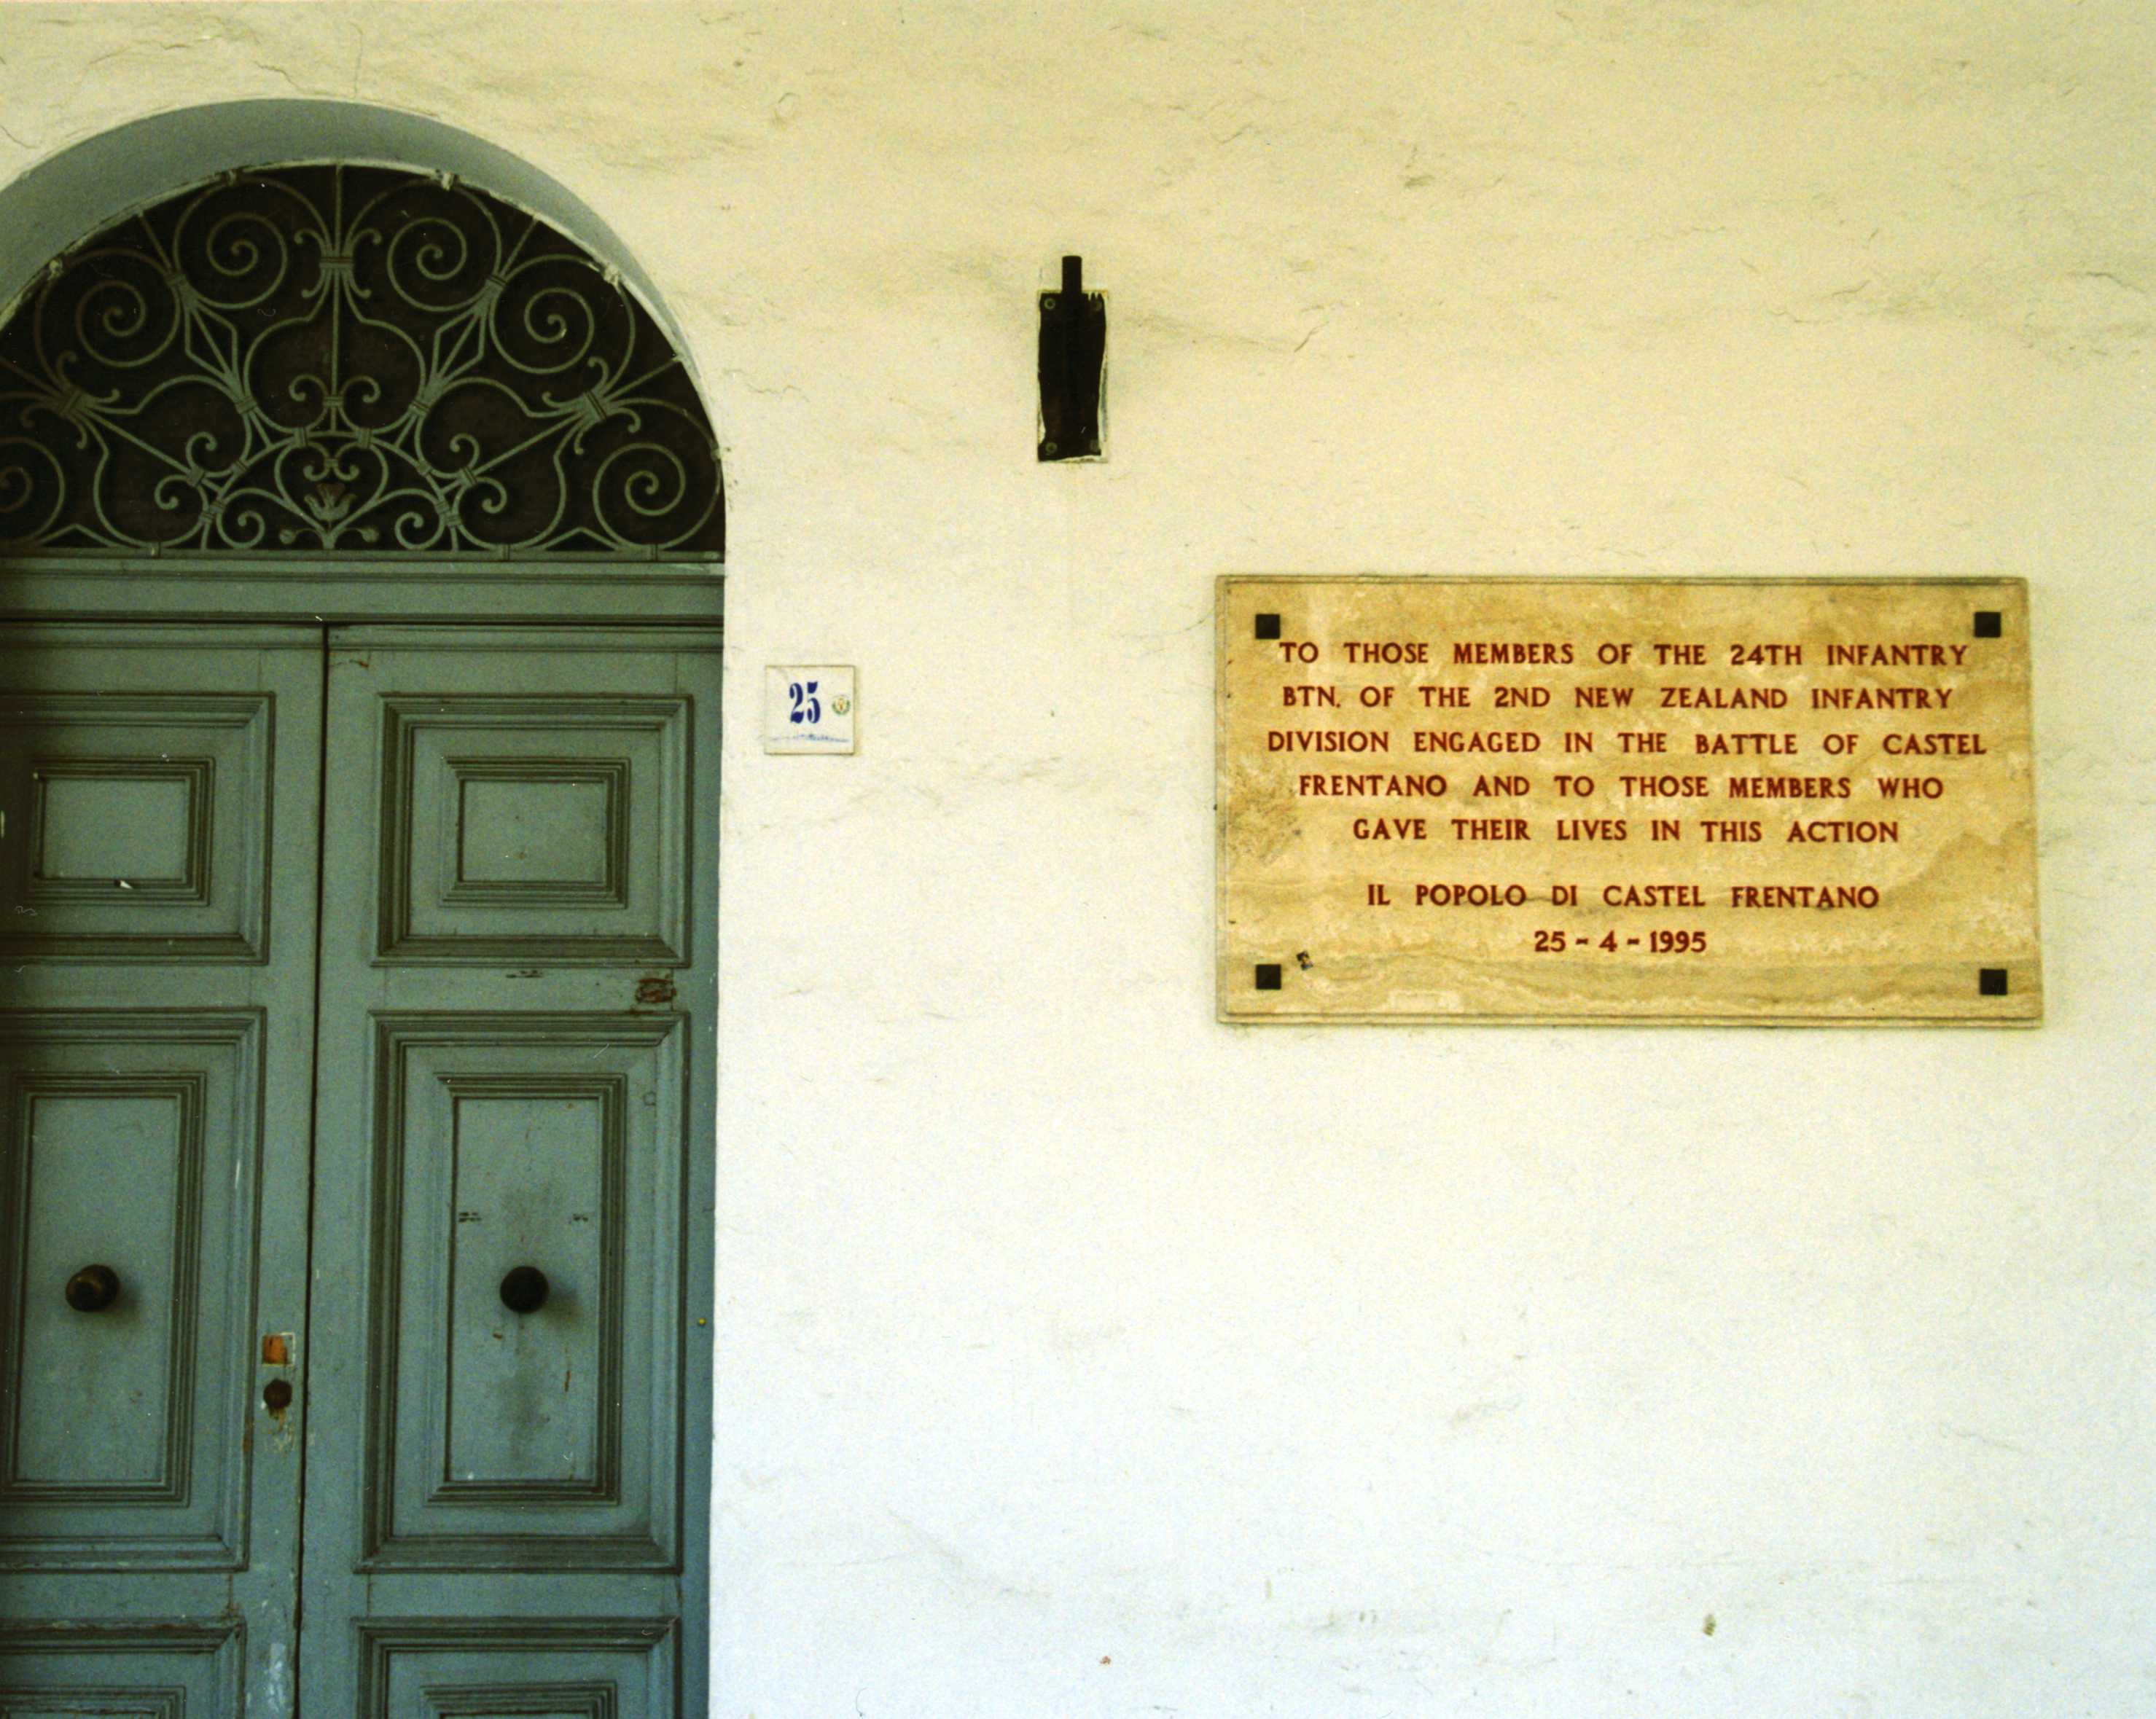 25
TO THOSE MEMBERS OF THE 24TH INFANTRY
BTN. OF THE 2ND NEW ZEALAND INFANTRY
DIVISION ENGAGED IN THE BATTLE OF CASTEL
FRENTANO AND TO THOSE MEMBERS WHO
GAVE THEIR LIVES IN THIS ACTION
IL POPOLO DI CASTEL FRENTANO
25 - 4 - 1995